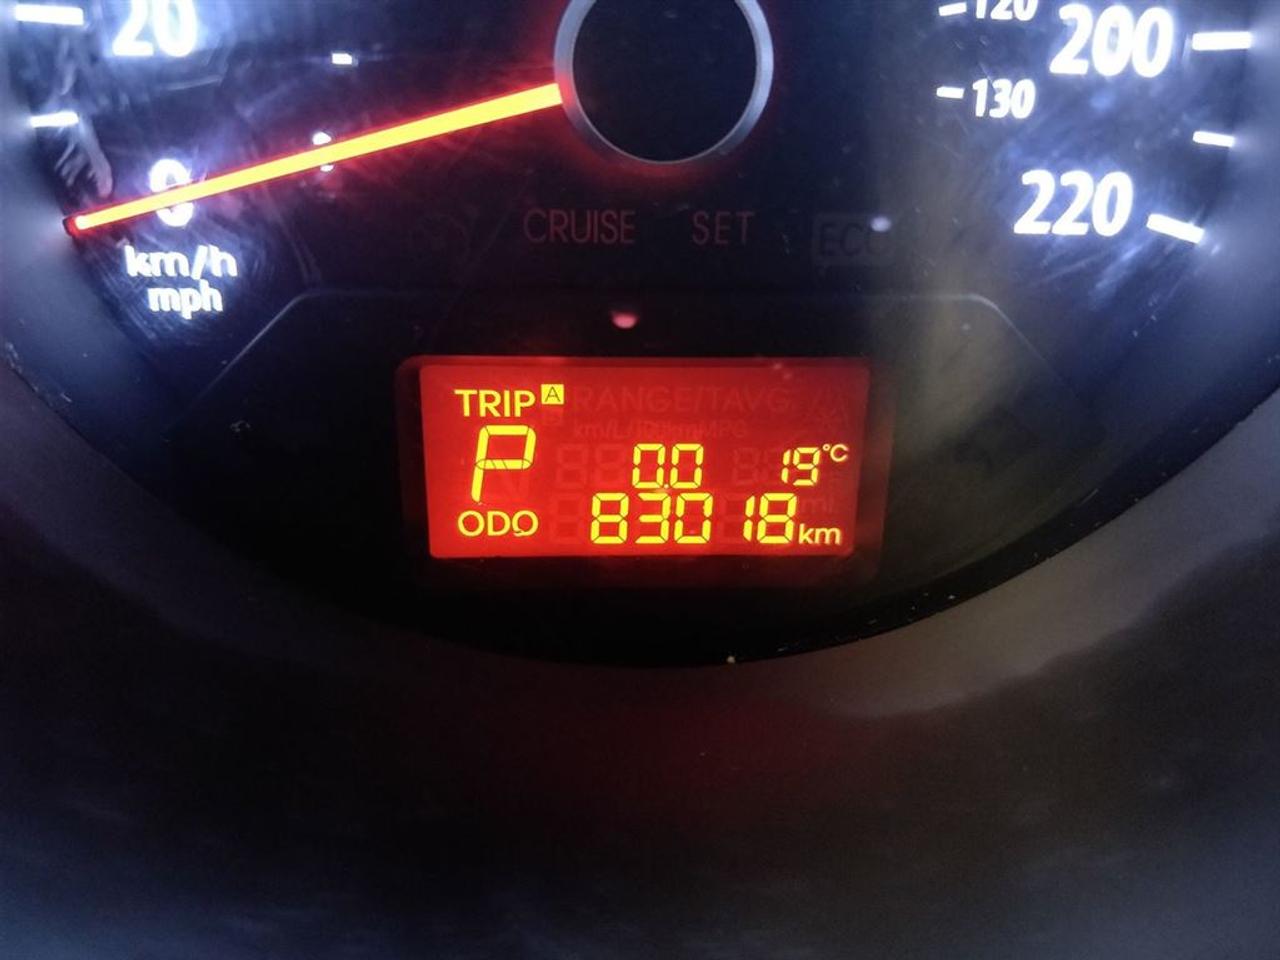 20
120
200
130
0
220
km/h
mph
CRUISE SET ECO
TRIP A RANGE/TAVG
P 0.0 19°C
ODO 83018 km